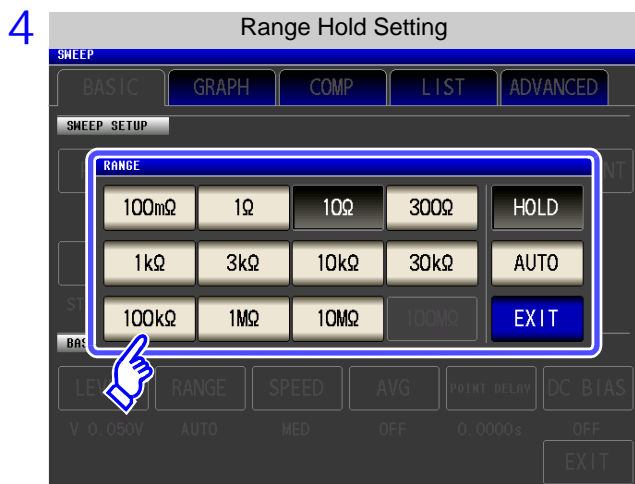 4
Range Hold Setting
SWEEP
BASIC GRAPH COMP LIST ADVANCED
SWEEP SETUP
RANGE
100mΩ 1Ω 10Ω 300Ω HOLD
1kΩ 3kΩ 10kΩ 30kΩ AUTO
100kΩ 1MΩ 10MΩ 100MΩ EXIT
RANGE SPEED AVG POINT DELAY DC BIAS
V 0.050V AUTO MED OFF 0.0000s OFF
EXIT